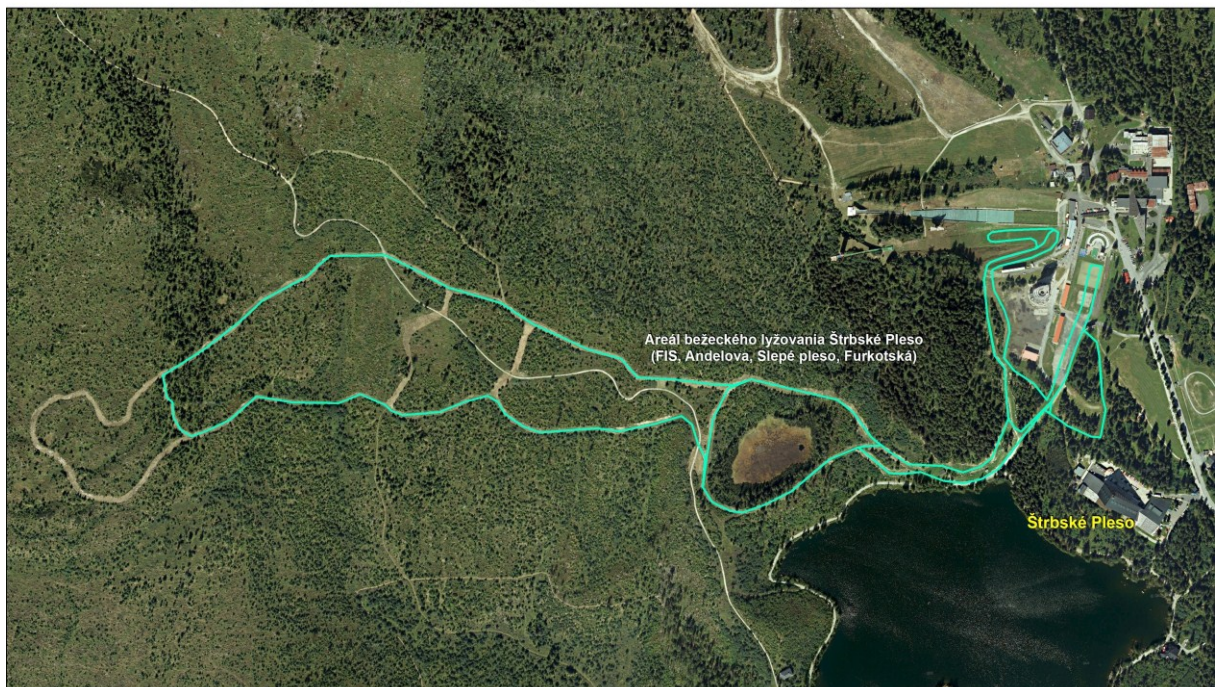 Areál bežeckého lyžovania Štrbské Pleso
(FIS, Andelova, Slepé pleso, Furkotská)
Štrbské Pleso